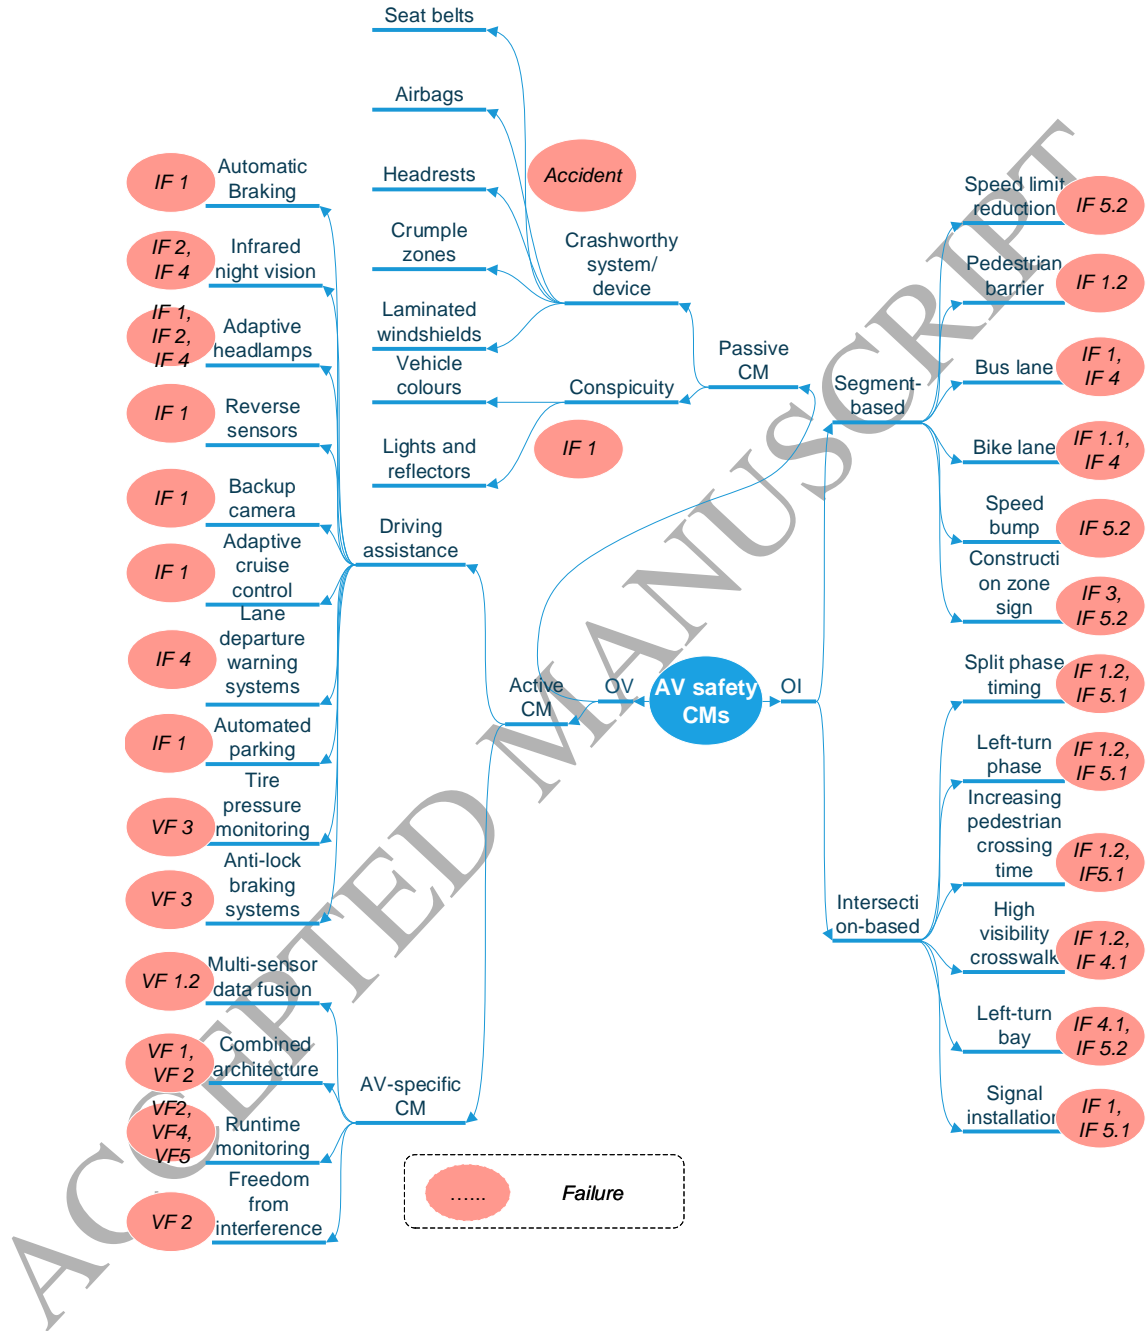 Seat belts
Airbags
Headrests
Crumple
zones
Laminated
windshields
Vehicle
colours
Lights and
reflectors
Accident
Crashworthy
system/
device
Conspicuity
IF 1
Passive
CM
IF 1
Automatic
Braking
IF 2,
IF 4
Infrared
night vision
IF 1,
IF 2,
IF 4
Adaptive
headlamps
IF 1
Reverse
sensors
IF 1
Backup
camera
IF 1
Adaptive
cruise
control
IF 4
Lane
departure
warning
systems
IF 1
Automated
parking
VF 3
Tire
pressure
monitoring
VF 3
Anti-lock
braking
systems
Driving
assistance
VF 1.2
Multi-sensor
data fusion
VF 1,
VF 2
Combined
architecture
VF2,
VF4,
VF5
Runtime
monitoring
VF 2
Freedom
from
interference
AV-specific
CM
Active
CM
OV
AV safety
CMs
OI
Segment-
based
Speed limit
reduction
IF 5.2
Pedestrian
barrier
IF 1.2
Bus lane
IF 1,
IF 4
Bike lane
IF 1.1,
IF 4
Speed
bump
IF 5.2
Constructi
on zone
sign
IF 3,
IF 5.2
Intersecti
on-based
Split phase
timing
IF 1.2,
IF 5.1
Left-turn
phase
IF 1.2,
IF 5.1
Increasing
pedestrian
crossing
time
IF 1.2,
IF5.1
High
visibility
crosswalk
IF 1.2,
IF 4.1
Left-turn
bay
IF 4.1,
IF 5.2
Signal
installation
IF 1,
IF 5.1
…...
Failure
ACCEPTED MANUSCRIPT